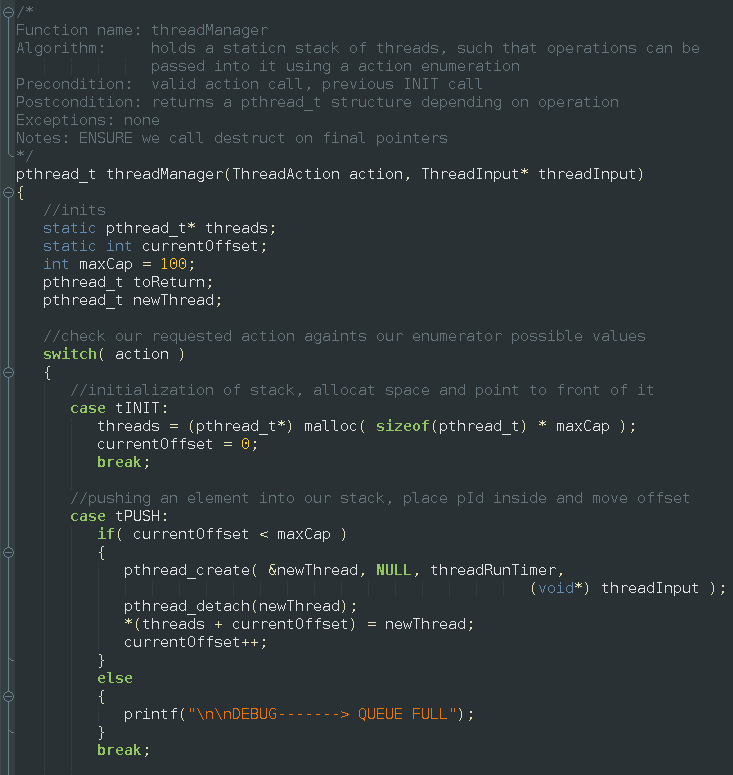 /*
Function name: threadManager
Algorithm:     holds a staticn stack of threads, such that operations can be
               passed into it using a action enumeration
Precondition:  valid action call, previous INIT call
Postcondition: returns a pthread_t structure depending on operation
Exceptions: none
Notes: ENSURE we call destruct on final pointers
*/
pthread_t threadManager(ThreadAction action, ThreadInput* threadInput)
{
   //inits
   static pthread_t* threads;
   static int currentOffset;
   int maxCap = 100;
   pthread_t toReturn;
   pthread_t newThread;

   //check our requested action againts our enumerator possible values
   switch( action )
   {
      //initialization of stack, allocat space and point to front of it
      case tINIT:
         threads = (pthread_t*) malloc( sizeof(pthread_t) * maxCap );
         currentOffset = 0;
         break;

      //pushing an element into our stack, place pId inside and move offset
      case tPUSH:
         if( currentOffset < maxCap )
         {
            pthread_create( &newThread, NULL, threadRunTimer,
                                                         (void*) threadInput );
            pthread_detach(newThread);
            *(threads + currentOffset) = newThread;
            currentOffset++;
         }
         else
         {
            printf("\n\nDEBUG-------> QUEUE FULL");
         }
         break;